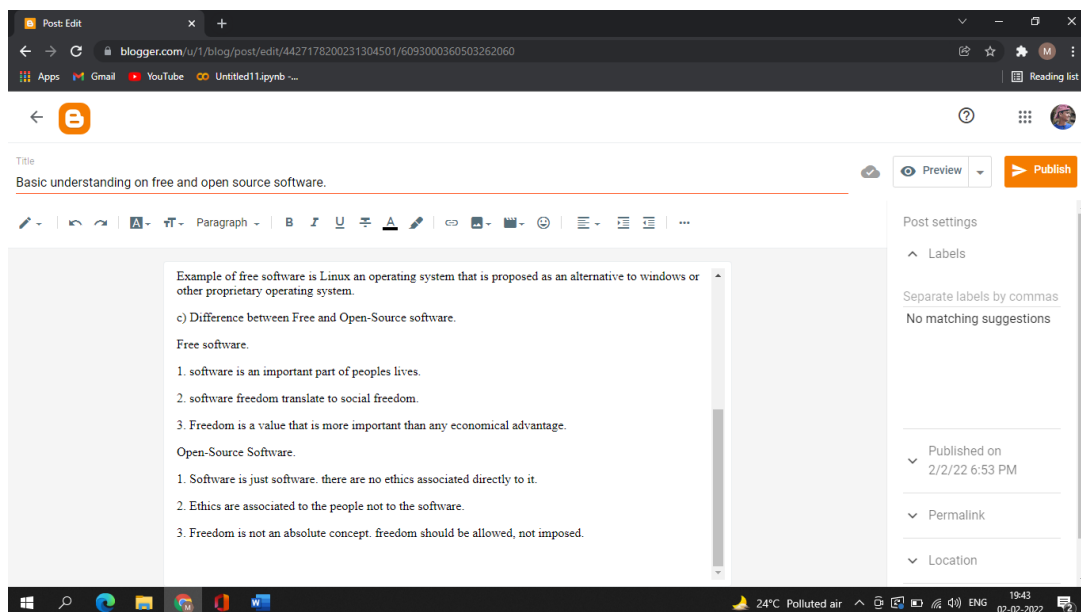 Post: Edit
blogger.com/u/1/blog/post/edit/4427178200231304501/6093000360503262060
M
Apps Gmail YouTube Untitled11.ipynb -... Reading list
Title
Basic understanding on free and open source software.
Preview
Publish
Paragraph B I U A
Post settings
Labels
Separate labels by commas
No matching suggestions
Published on
2/2/22 6:53 PM
Permalink
Location
Example of free software is Linux an operating system that is proposed as an alternative to windows or
other proprietary operating system.
c) Difference between Free and Open-Source software.
Free software.
1. software is an important part of peoples lives.
2. software freedom translate to social freedom.
3. Freedom is a value that is more important than any economical advantage.
Open-Source Software.
1. Software is just software. there are no ethics associated directly to it.
2. Ethics are associated to the people not to the software.
3. Freedom is not an absolute concept. freedom should be allowed, not imposed.
24°C Polluted air ENG
19:43
02-02-2022